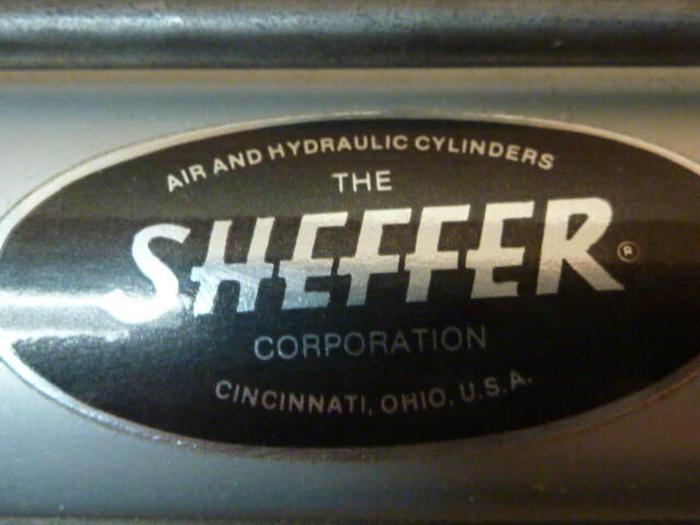 AIR AND HYDRAULIC CYLINDERS
THE
SHEFFER®
CORPORATION
CINCINNATI, OHIO, U.S.A.